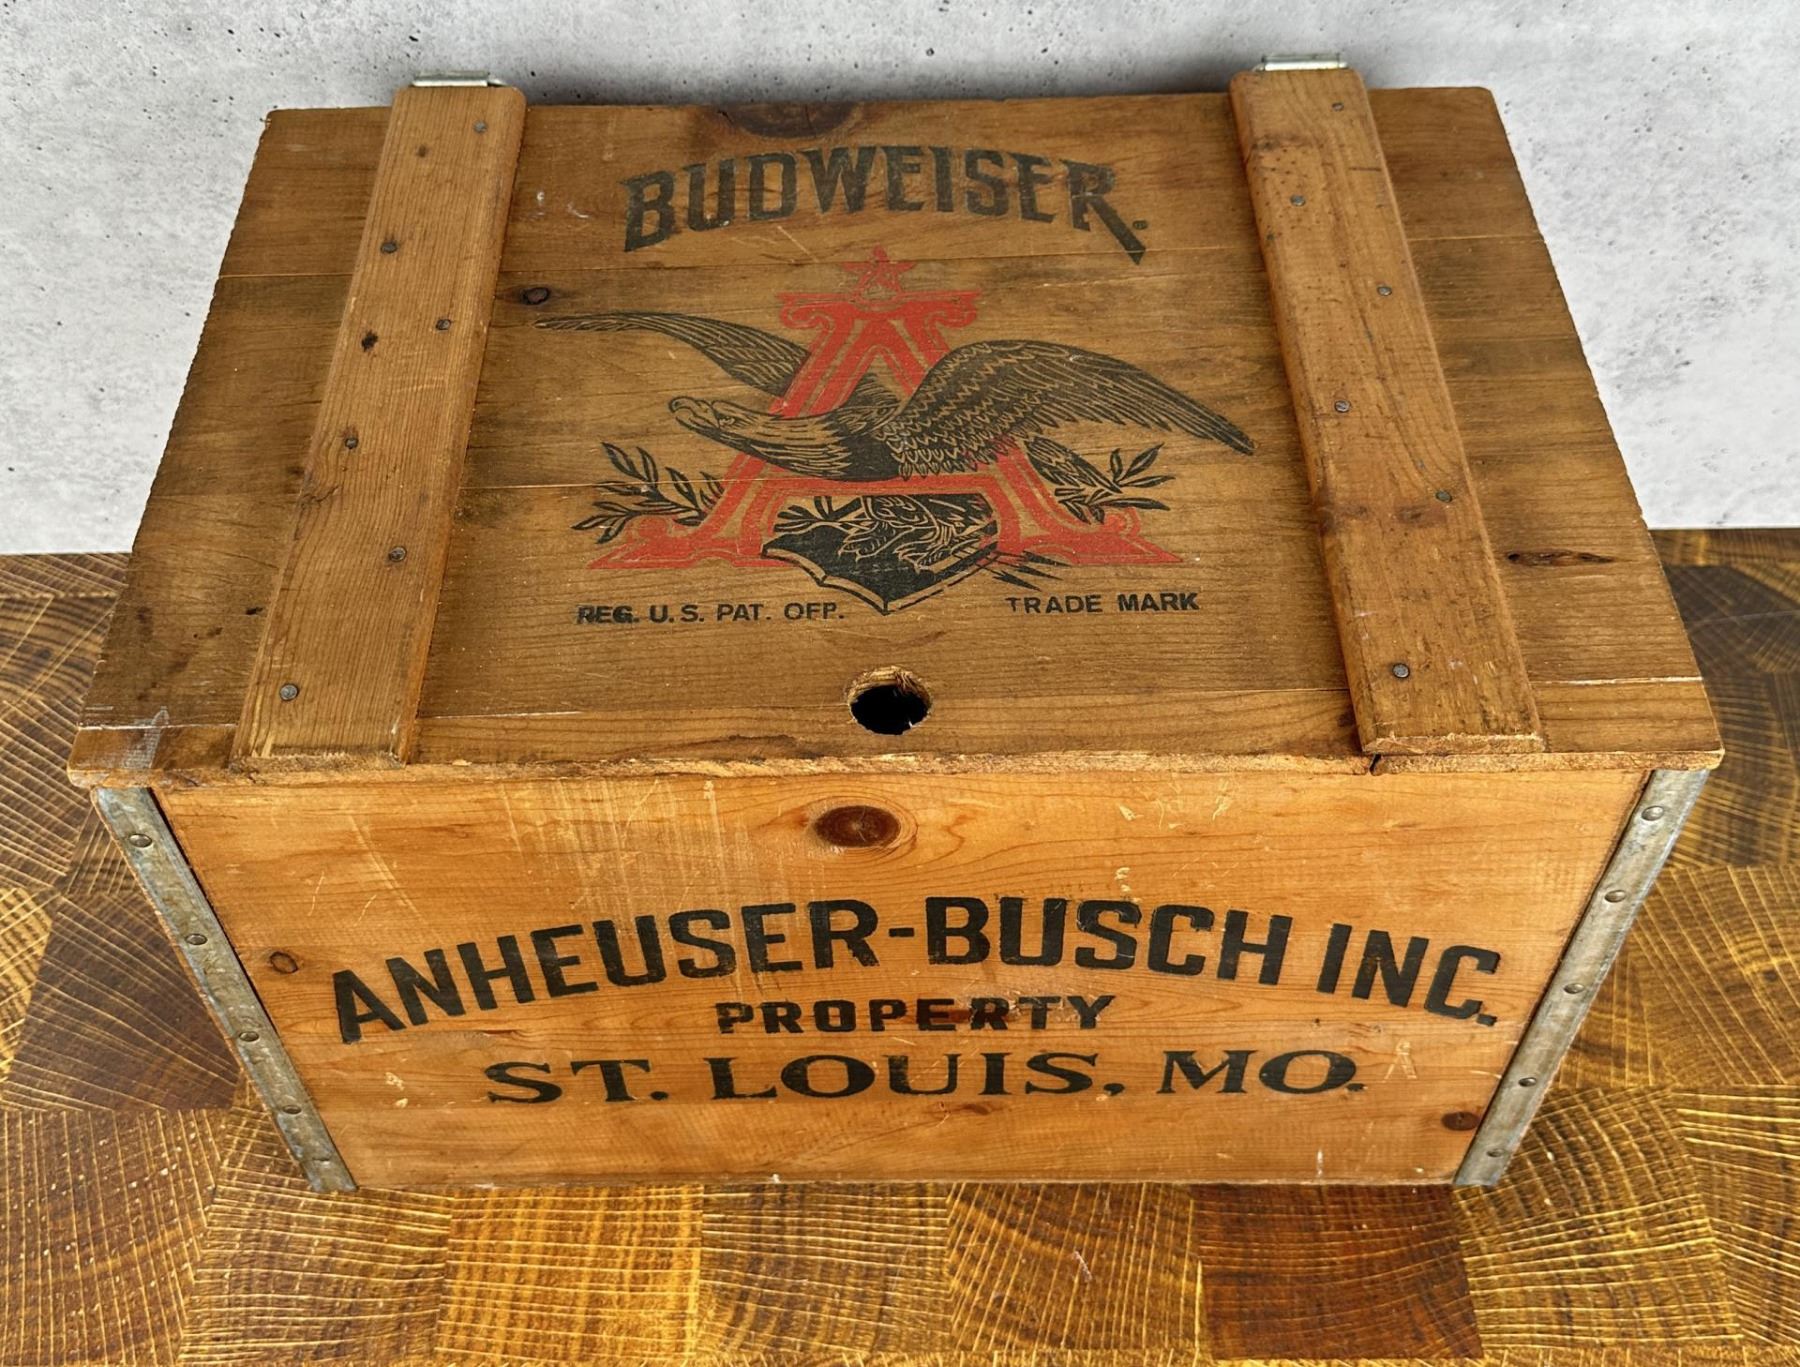 BUDWEISER.
A
REG. U.S. PAT. OFF. TRADE MARK
ANHEUSER-BUSCH INC.
PROPERTY
ST. LOUIS, MO.